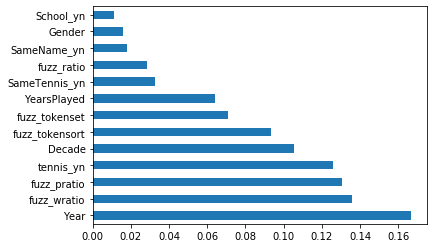 School_yn
Gender
SameName_yn
fuzz_ratio
SameTennis_yn
YearsPlayed
fuzz_tokenset
fuzz_tokensort
Decade
tennis_yn
fuzz_pratio
fuzz_wratio
Year
0.00 0.02 0.04 0.06 0.08 0.10 0.12 0.14 0.16